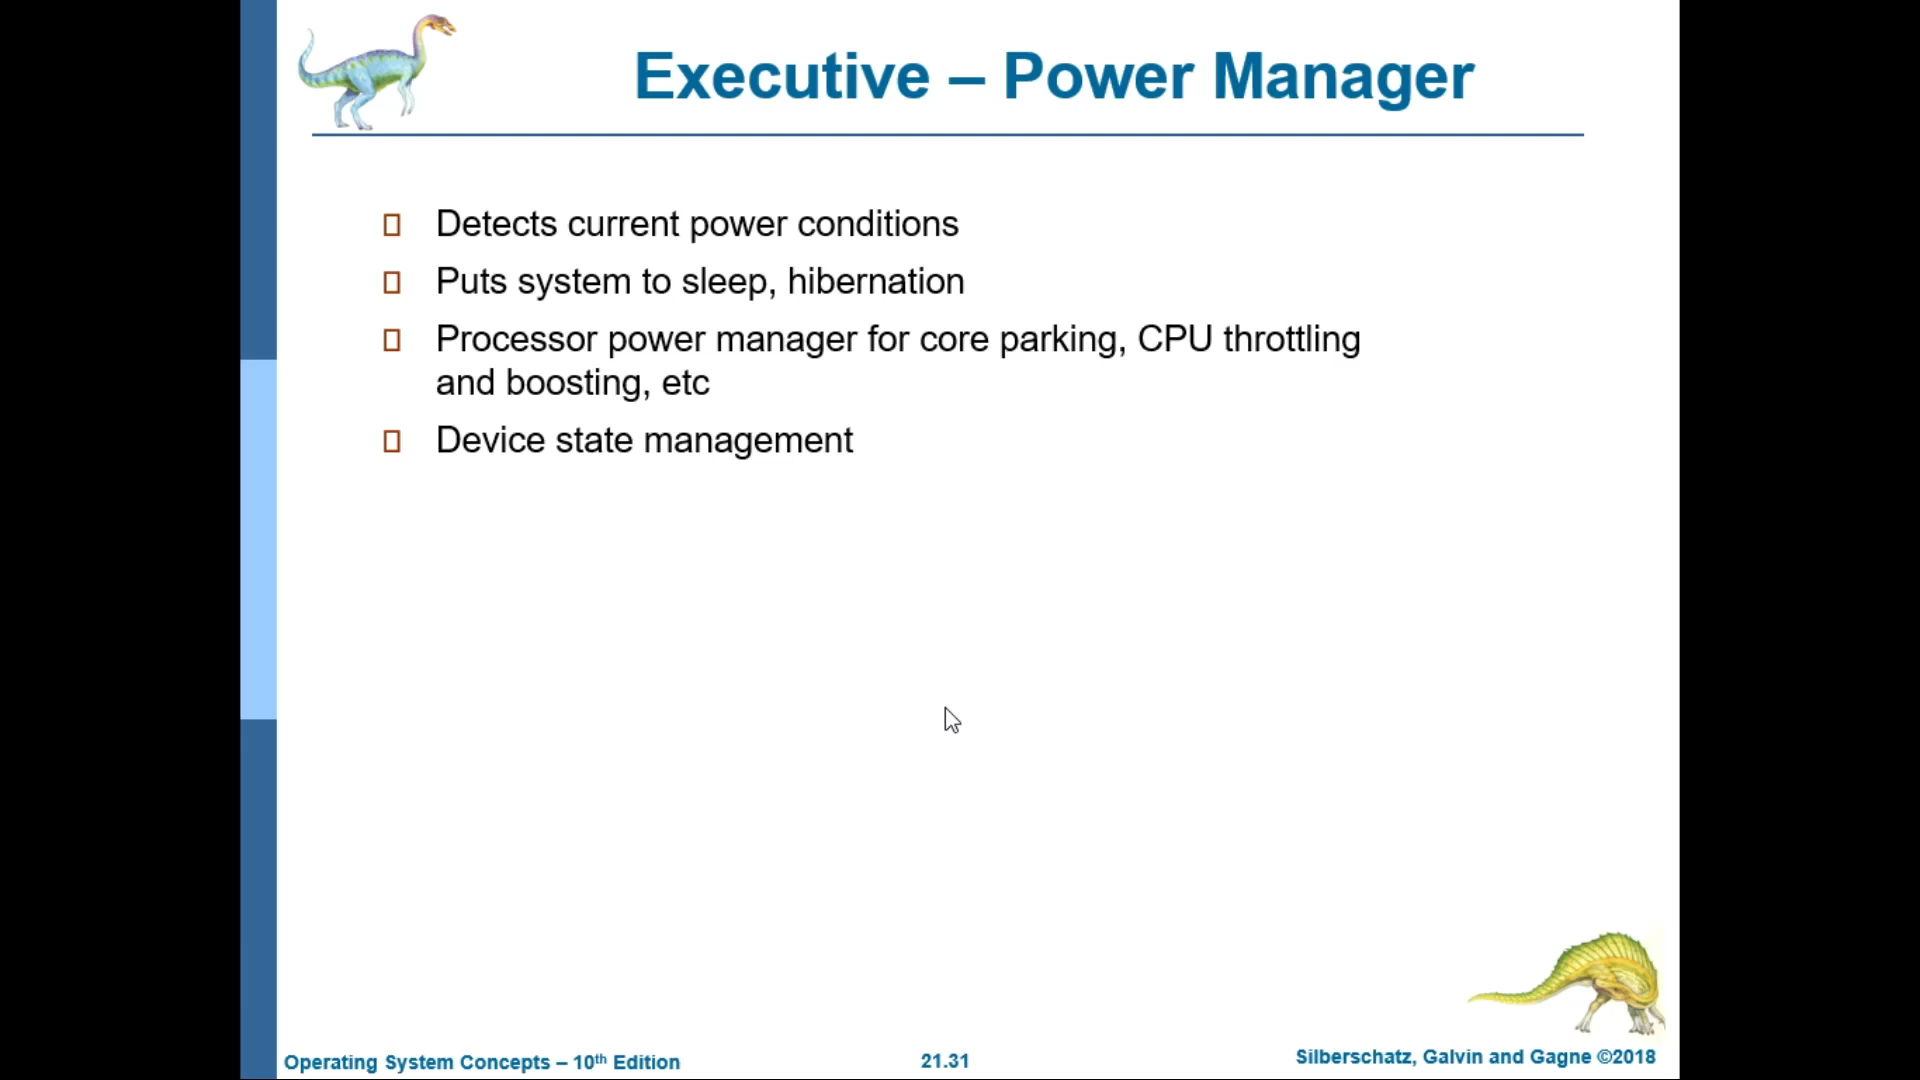 Executive – Power Manager
Detects current power conditions
Puts system to sleep, hibernation
Processor power manager for core parking, CPU throttling
and boosting, etc
Device state management
Operating System Concepts – 10th Edition
21.31
Silberschatz, Galvin and Gagne ©2018